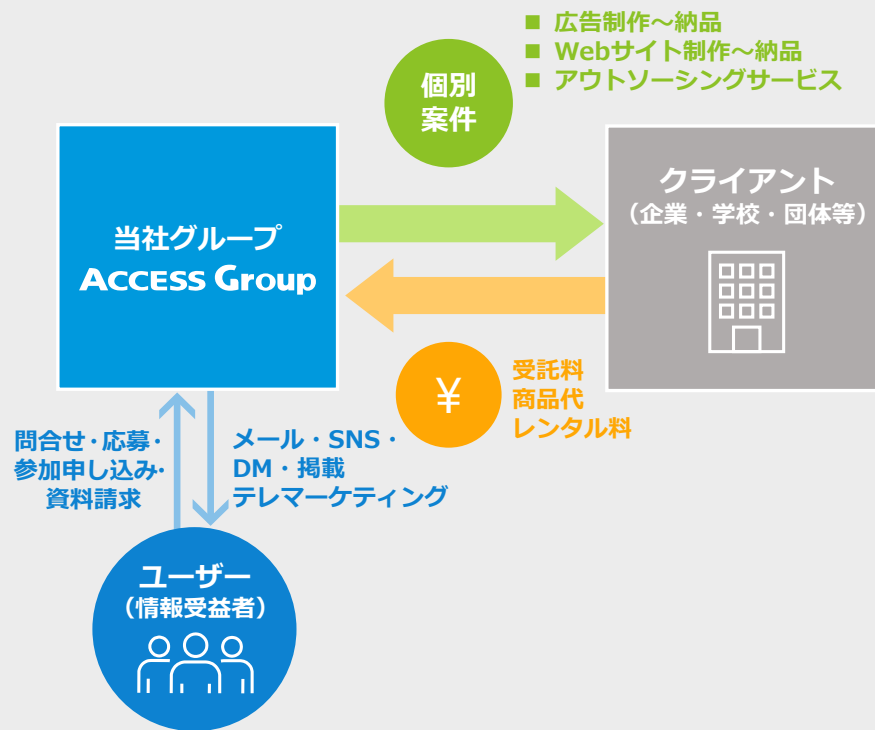 ■ 広告制作～納品
■ Webサイト制作～納品
■ アウトソーシングサービス
個別
案件
当社グループ
ACCESS Group
クライアント
（企業・学校・団体等）
¥
受託料
商品代
レンタル料
問合せ・応募・
参加申し込み・
資料請求
メール・SNS・
DM・掲載
テレマーケティング
ユーザー
（情報受益者）